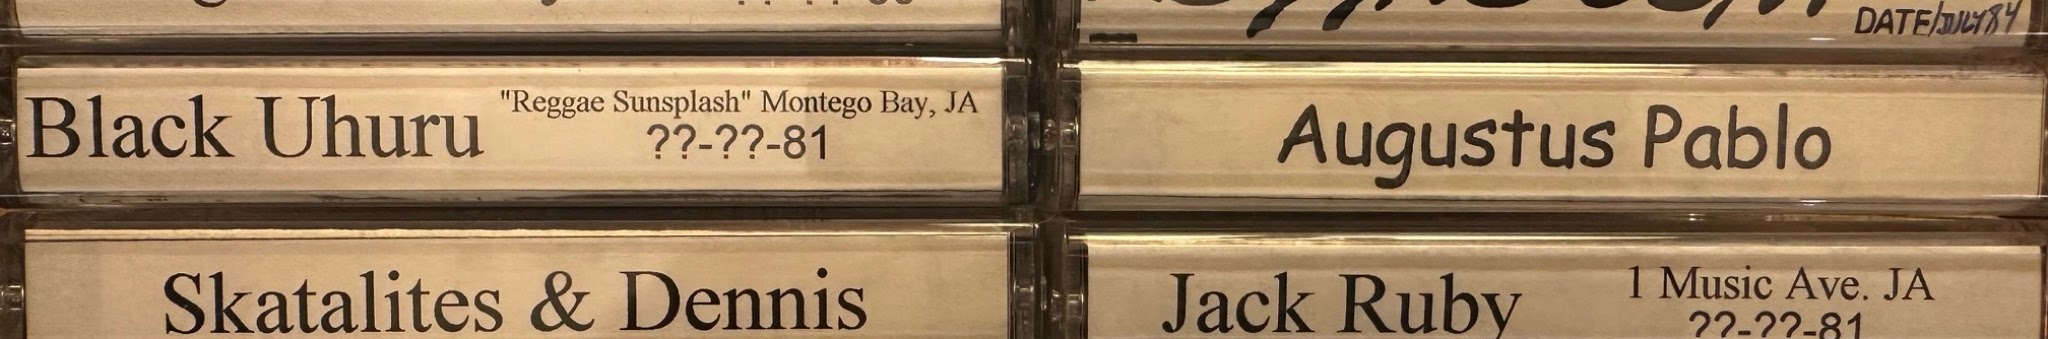 DATE/JULY84
Black Uhuru "Reggae Sunsplash" Montego Bay, JA
??-??-81
Augustus Pablo
Skatalites & Dennis
Jack Ruby 1 Music Ave. JA
??-??-81